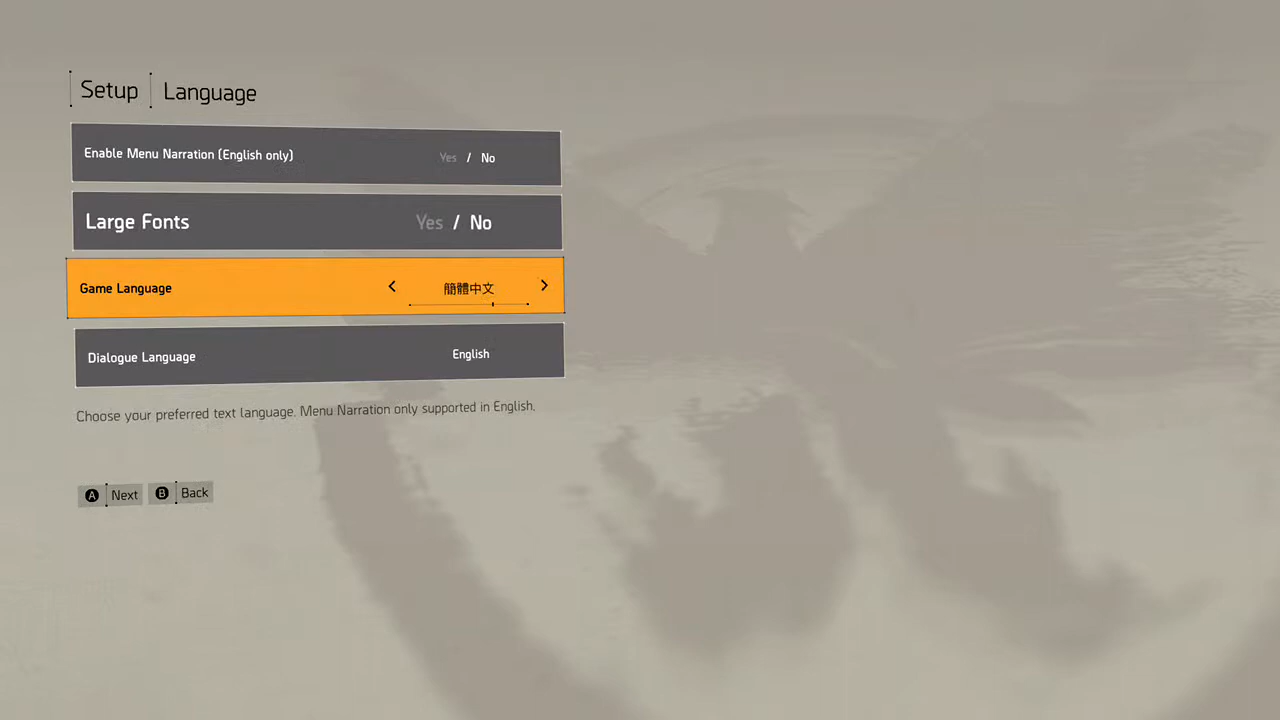 Setup Language
Enable Menu Narration (English only) Yes / No
Large Fonts Yes / No
Game Language 簡體中文
Dialogue Language English
Choose your preferred text language. Menu Narration only supported in English.
A Next B Back